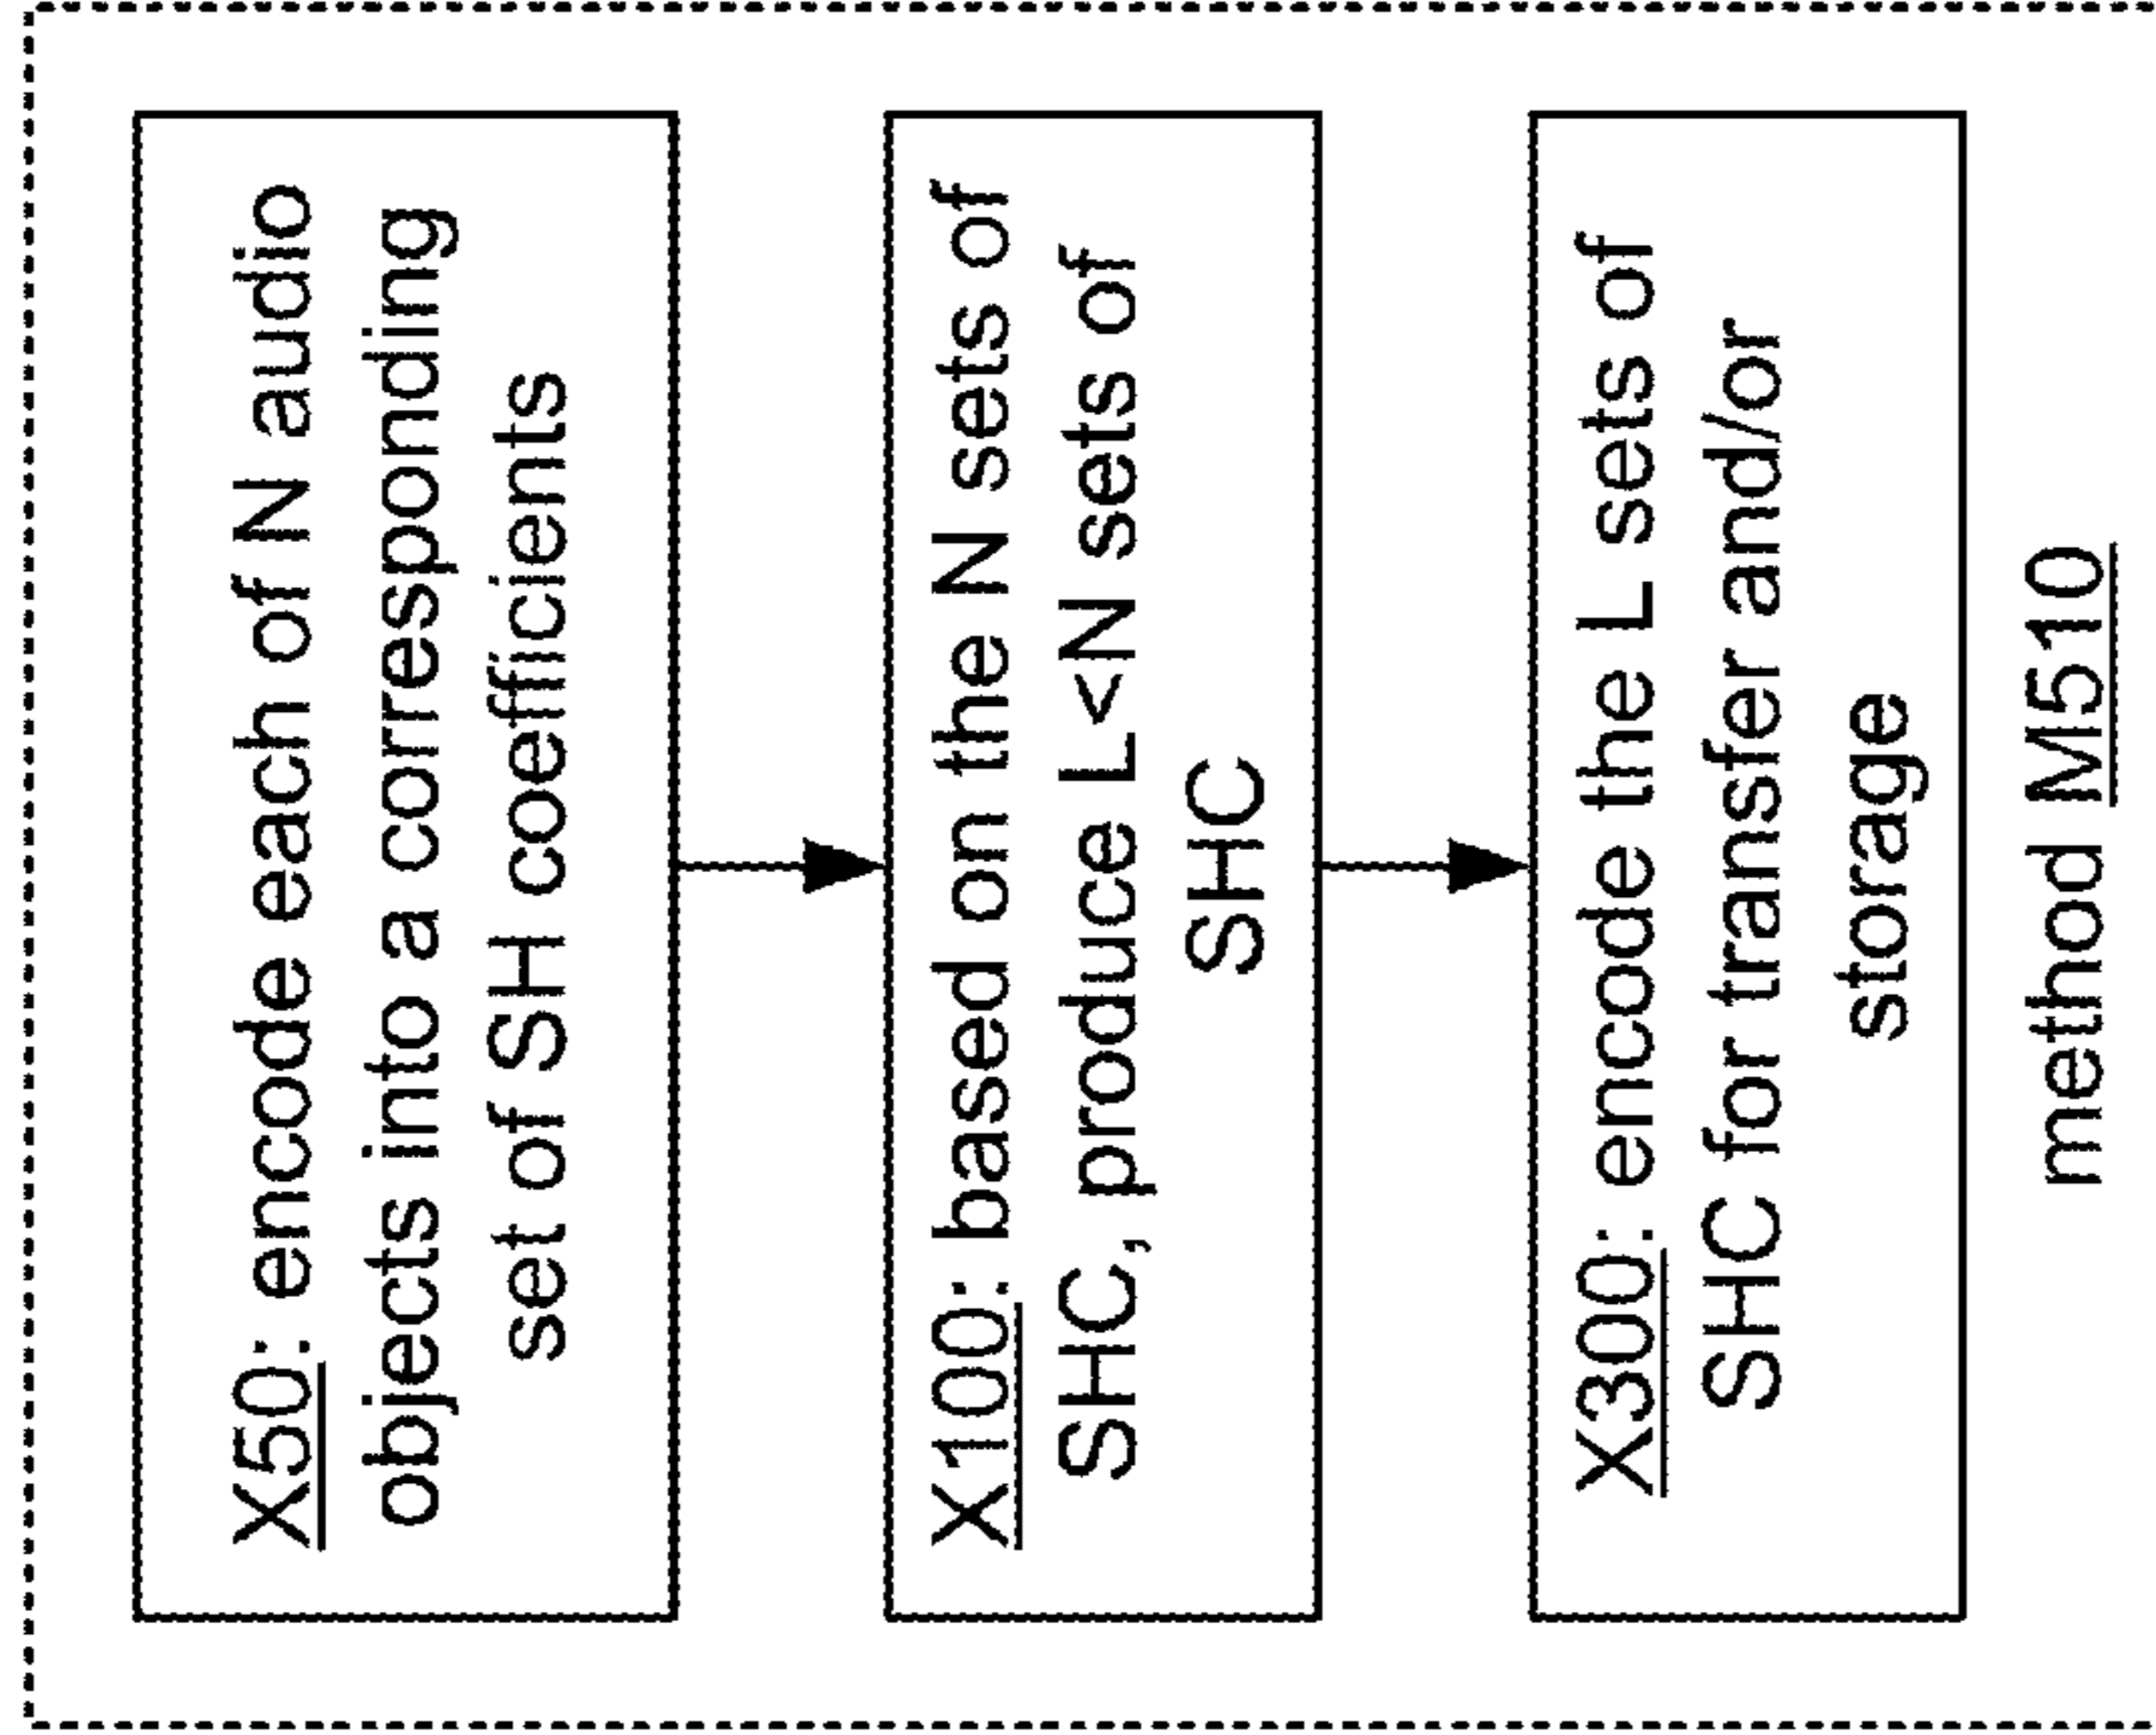 X50: encode each of N audio
objects into a corresponding
set of SH coefficients
X100: based on the N sets of
SHC, produce L<N sets of
SHC
X300: encode the L sets of
SHC for transfer and/or
storage
method M510